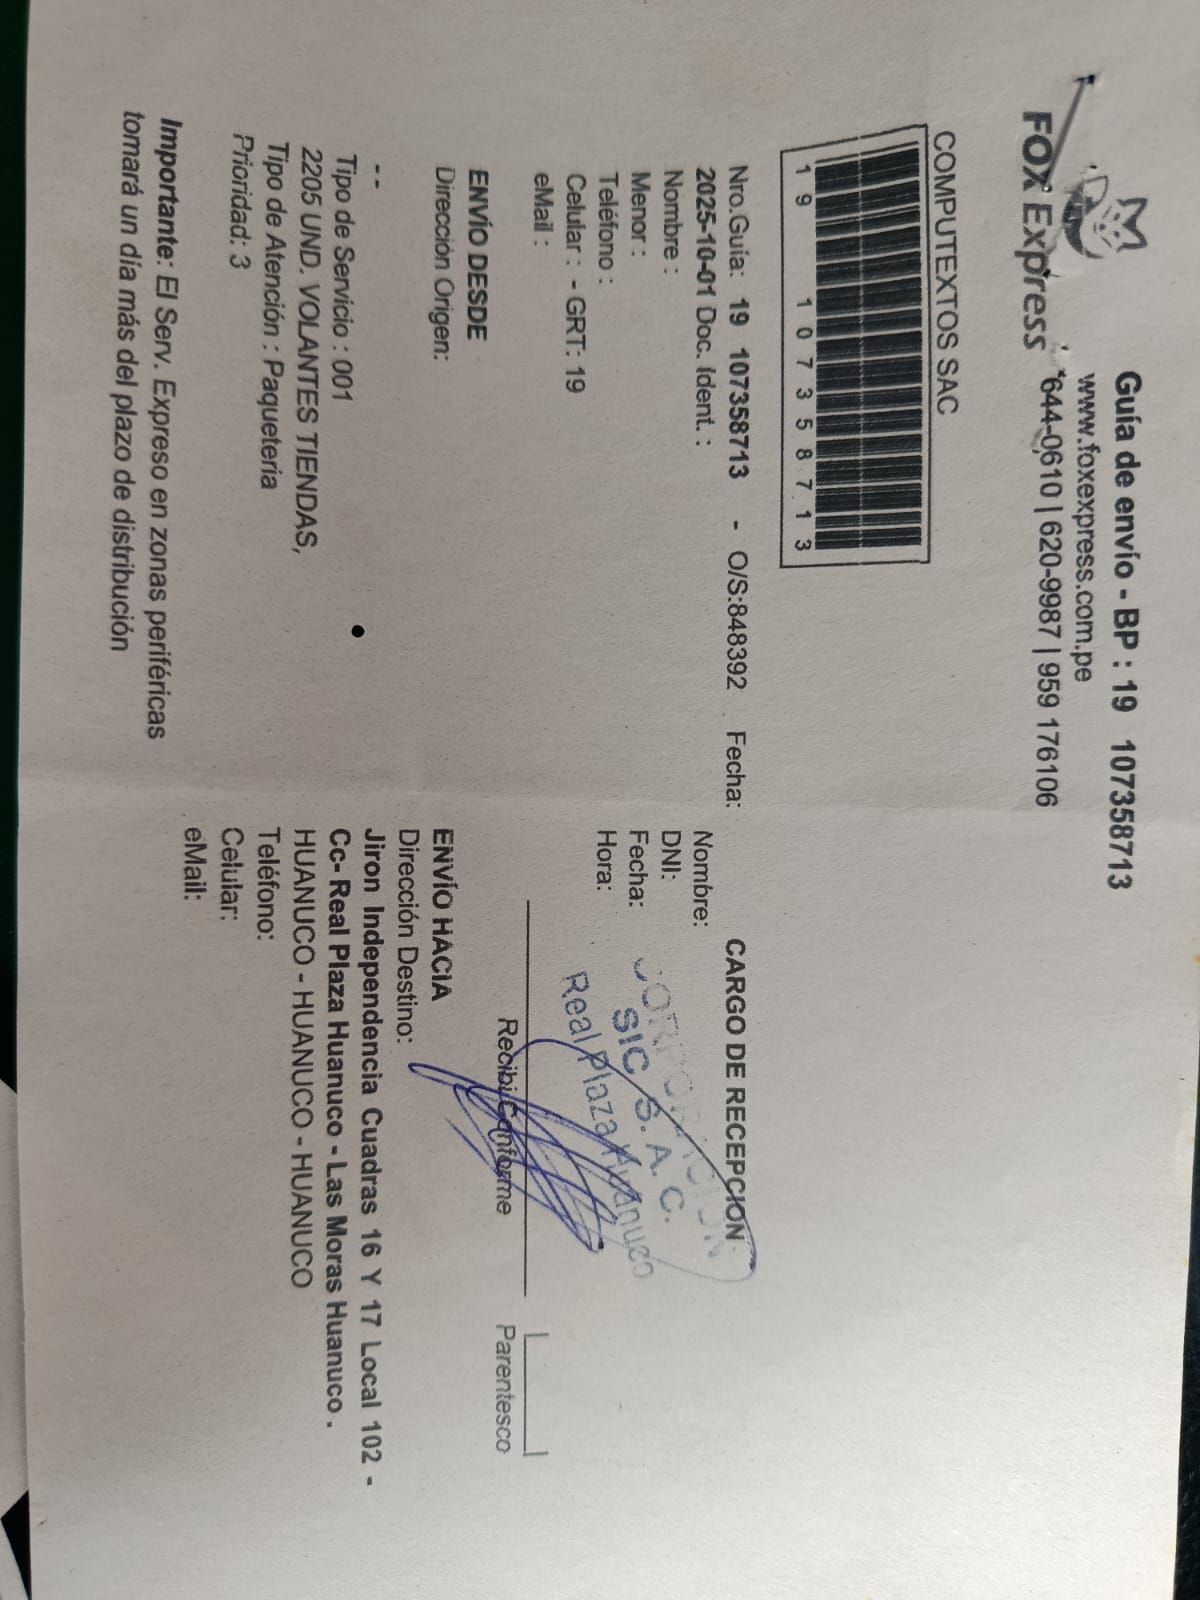 Guía de envío - BP : 19 107358713
www.foxexpress.com.pe
FOX Express
644-0610 | 620-9987 | 959 176106
COMPUTEXTOS SAC
19 107358713
Nro.Guía: 19 107358713 - O/S:848392 Fecha:
2025-10-01 Doc. Ident. :
Nombre :
Menor :
Teléfono :
Celular : - GRT: 19
eMail :
ENVÍO DESDE
Dirección Origen:
--
Tipo de Servicio : 001
2205 UND. VOLANTES TIENDAS,
Tipo de Atención : Paqueteria
Prioridad: 3
Importante: El Serv. Expreso en zonas periféricas
tomará un día más del plazo de distribución
CARGO DE RECEPCION
Nombre:
DNI:
Fecha:
Hora:
CORPORACION
SIC S.A.C.
Real Plaza Huanuco
Recibi Conforme
Parentesco
ENVÍO HACIA
Dirección Destino:
Jiron Independencia Cuadras 16 Y 17 Local 102 -
Cc- Real Plaza Huanuco - Las Moras Huanuco .
HUANUCO - HUANUCO - HUANUCO
Teléfono:
Celular:
eMail: